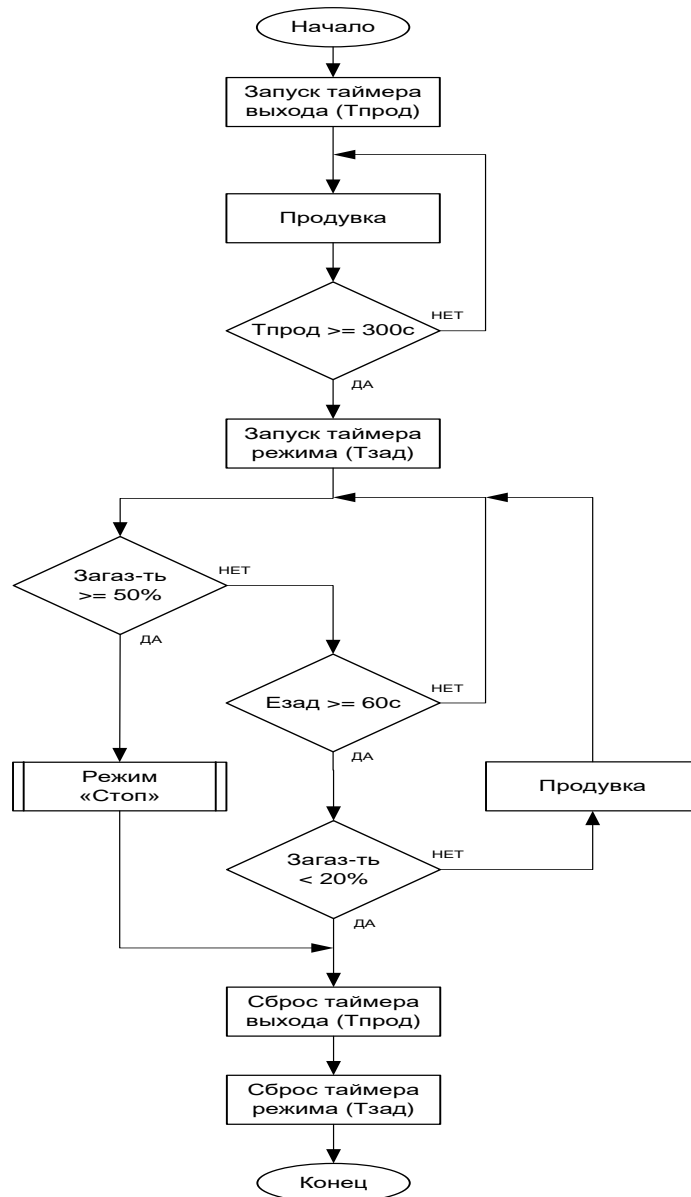 Начало
Запуск таймера
выхода (Тпрод)
Продувка
Тпрод >= 300с
НЕТ
ДА
Запуск таймера
режима (Тзад)
Загаз-ть
>= 50%
НЕТ
ДА
Езад >= 60с
НЕТ
ДА
Режим
«Стоп»
Продувка
Загаз-ть
< 20%
НЕТ
ДА
Сброс таймера
выхода (Тпрод)
Сброс таймера
режима (Тзад)
Конец